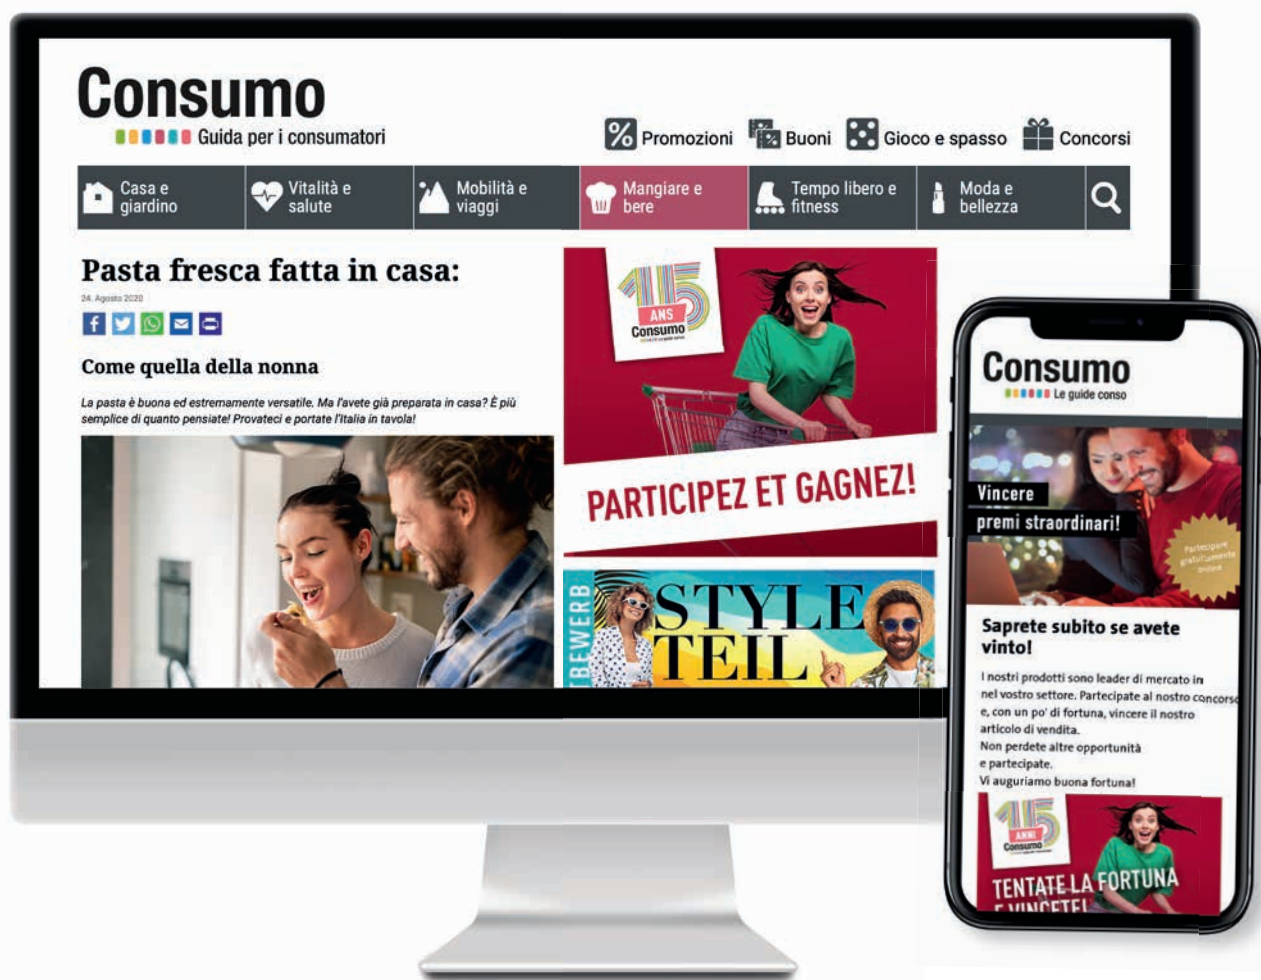 Consumo
Guida per i consumatori
Promozioni
Buoni
Gioco e spasso
Concorsi
Casa e
giardino
Vitalità e
salute
Mobilità e
viaggi
Mangiare e
bere
Tempo libero e
fitness
Moda e
bellezza
Pasta fresca fatta in casa:
24. Agosto 2020
Come quella della nonna
La pasta è buona ed estremamente versatile. Ma l'avete già preparata in casa? È più
semplice di quanto pensiate! Provateci e portate l'Italia in tavola!
15
ANS
Consumo
PARTICIPEZ ET GAGNEZ!
TBEWERB
STYLE
TEIL
Consumo
Le guide conso
Vincere
premi straordinari!
Partecipare
gratuitamente
online
Saprete subito se avete
vinto!
I nostri prodotti sono leader di mercato in
nel vostro settore. Partecipate al nostro concorso
e, con un po' di fortuna, vincere il nostro
articolo di vendita.
Non perdete altre opportunità
e partecipate.
Vi auguriamo buona fortuna!
15
ANNI
Consumo
TENTATE LA FORTUNA
E VINCETE!